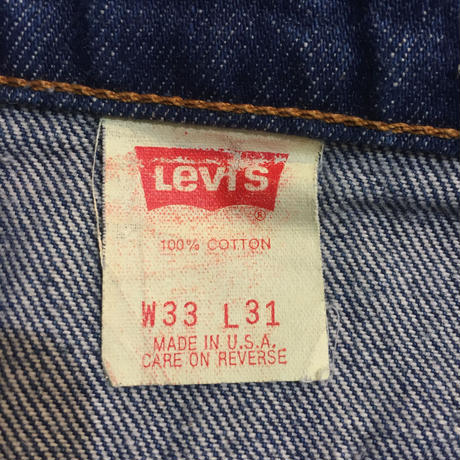 LEVI'S
®
100% COTTON
W33 L31
MADE IN U.S.A.
CARE ON REVERSE